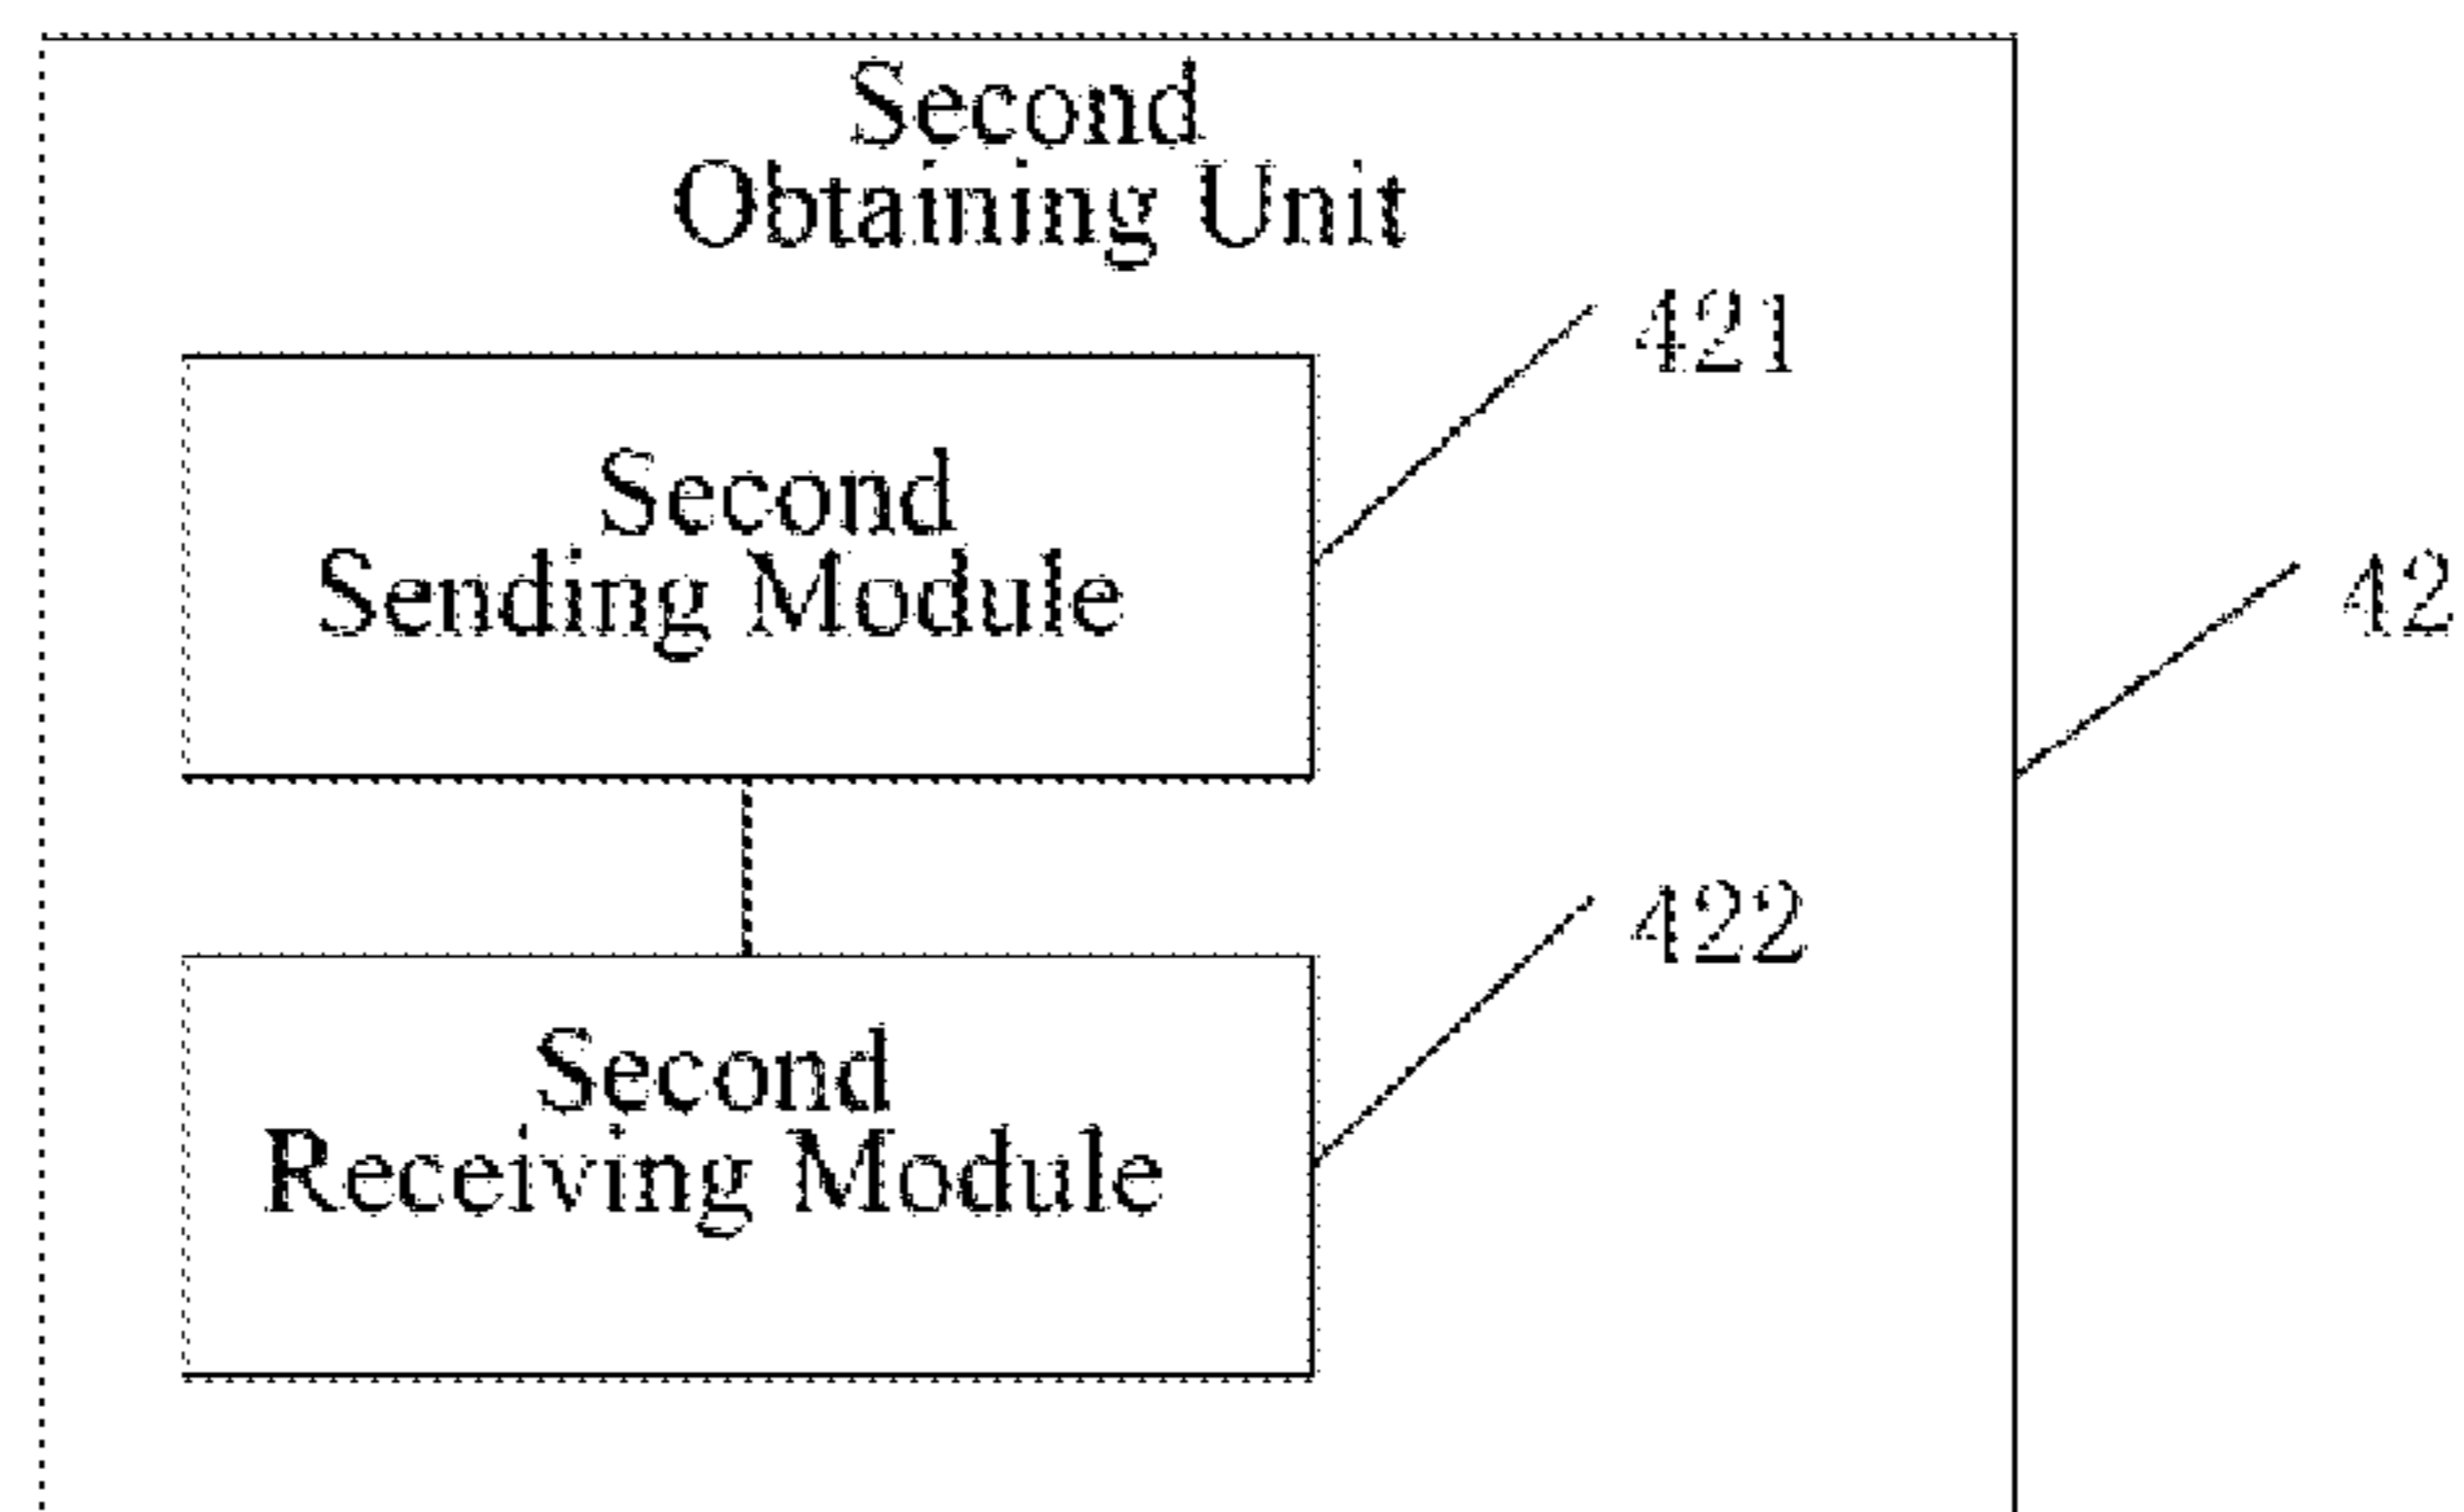 Second
Obtaining Unit
421
Second
Sending Module
42
422
Second
Receiving Module